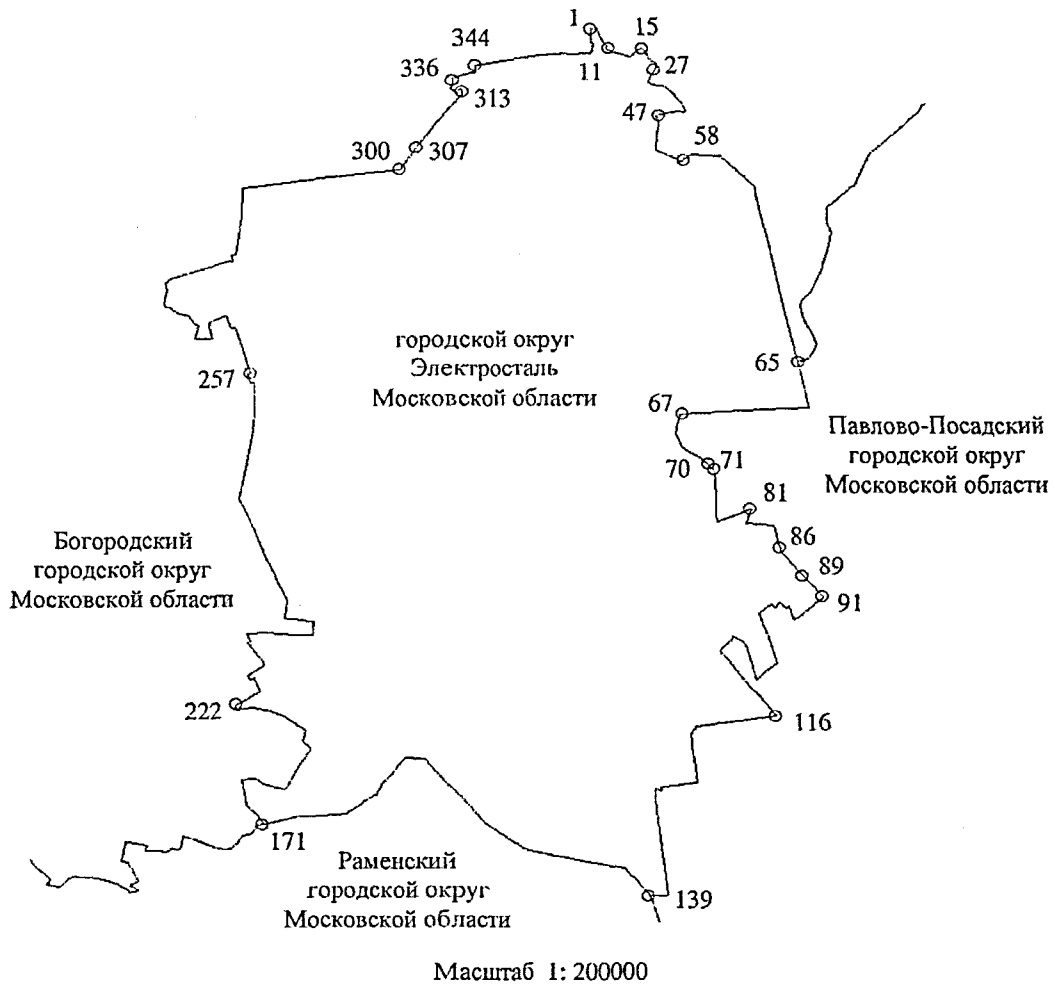 1
15
344
11
27
336
313
47
58
307
300
городской округ
Электросталь
Московской области
65
257
67
Павлово-Посадский
городской округ
Московской области
70
71
81
86
Богородский
городской округ
Московской области
89
91
222
116
171
Раменский
городской округ
Московской области
139
Масштаб 1: 200000